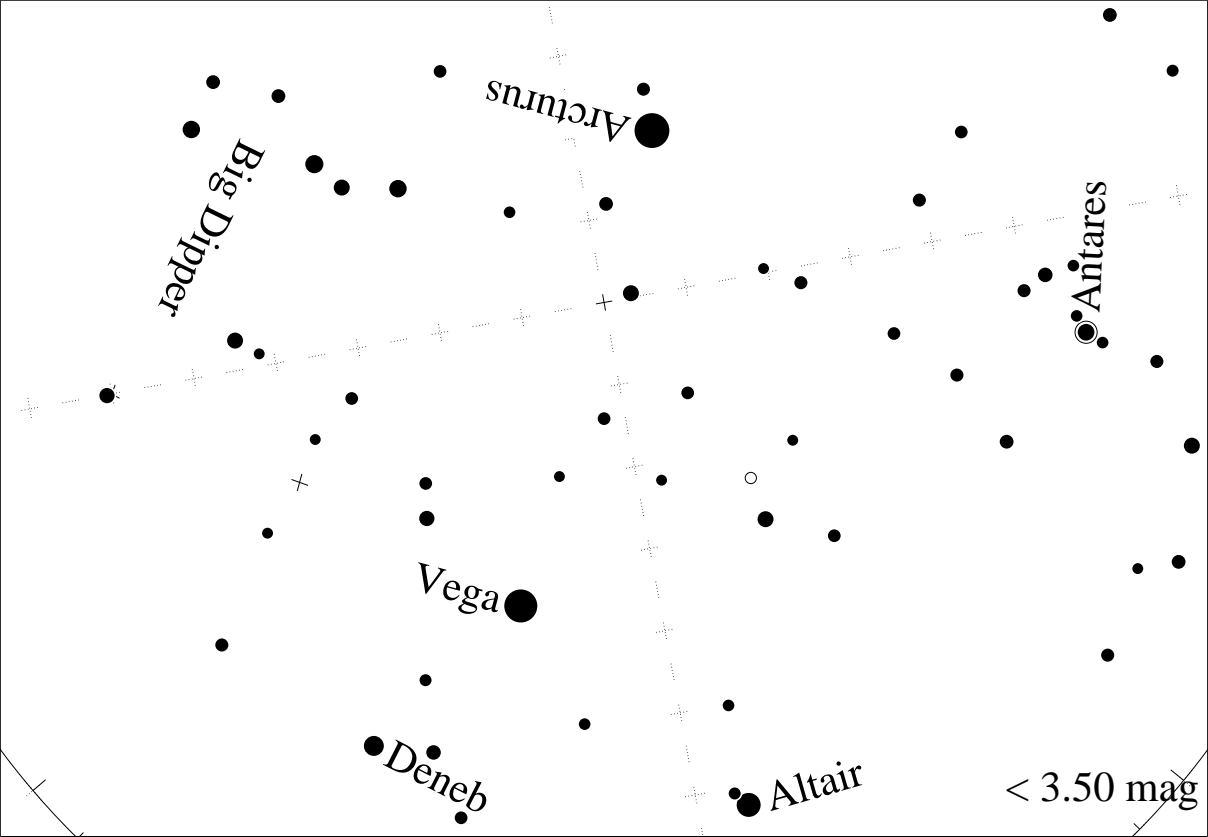 Arcturus
Big Dipper
Antares
Vega
Deneb
Altair
< 3.50 mag